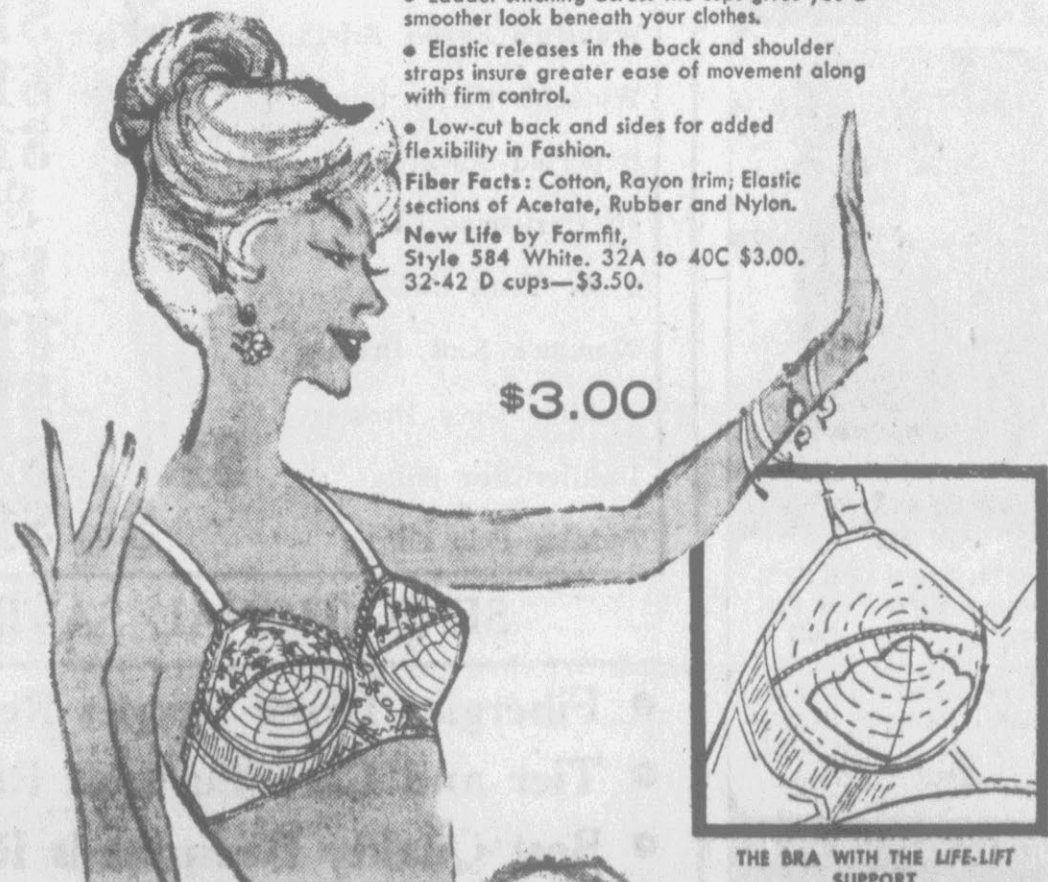 smoother look beneath your clothes.
• Elastic releases in the back and shoulder
straps insure greater ease of movement along
with firm control.
• Low-cut back and sides for added
flexibility in Fashion.
Fiber Facts: Cotton, Rayon trim; Elastic
sections of Acetate, Rubber and Nylon.
New Life by Formfit,
Style 584 White. 32A to 40C $3.00.
32-42 D cups—$3.50.
$3.00
THE BRA WITH THE LIFE-LIFT
SUPPORT